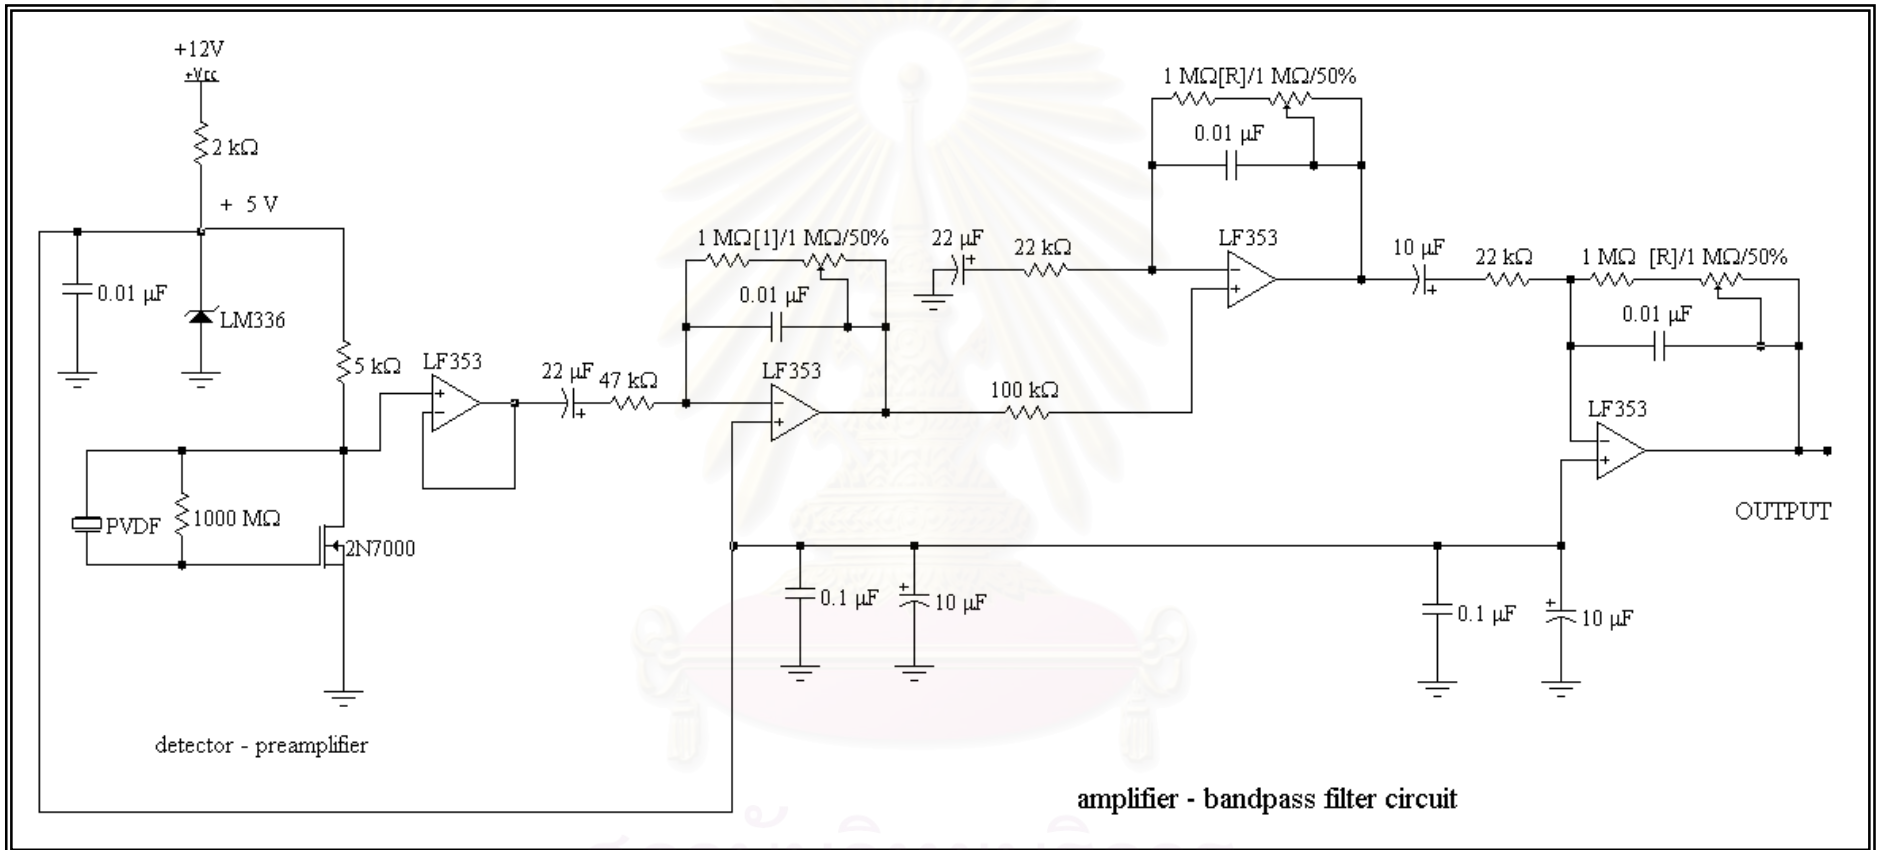 +12V
+Vcc
2 kΩ
+ 5 V
0.01 µF
LM336
5 kΩ
LF353
PVDF
1000 MΩ
2N7000
detector - preamplifier
22 µF
47 kΩ
1 MΩ[1]/1 MΩ/50%
0.01 µF
LF353
100 kΩ
22 µF
22 kΩ
1 MΩ[R]/1 MΩ/50%
0.01 µF
LF353
10 µF
22 kΩ
1 MΩ [R]/1 MΩ/50%
0.01 µF
LF353
OUTPUT
0.1 µF
10 µF
0.1 µF
10 µF
amplifier - bandpass filter circuit